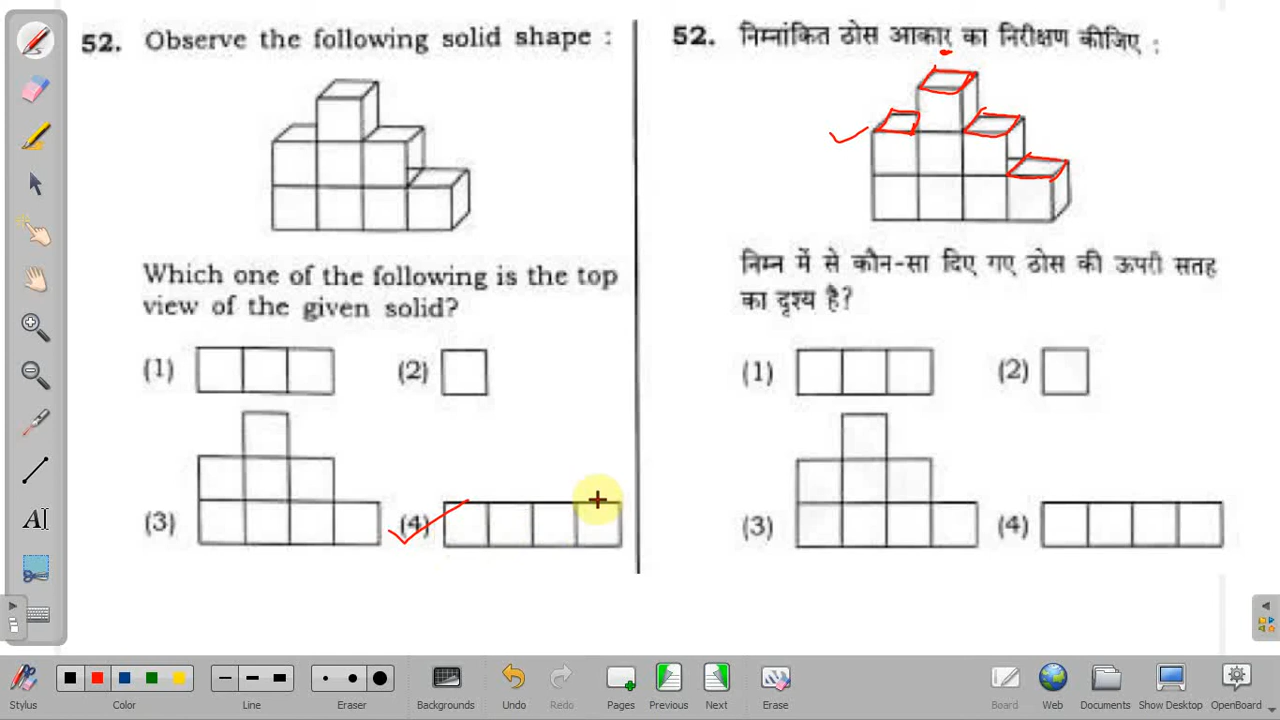 52. Observe the following solid shape :
Which one of the following is the top
view of the given solid?
(1)
(2)
(3)
(4)
52. निम्नांकित ठोस आकार का निरीक्षण कीजिए :
निम्न में से कौन-सा दिए गए ठोस की ऊपरी सतह
का दृश्य है?
(1)
(2)
(3)
(4)
AI
Stylus
Color
Line
Eraser
Backgrounds
Undo
Redo
Pages
Previous
Next
Erase
Board
Web
Documents
Show Desktop
OpenBoard